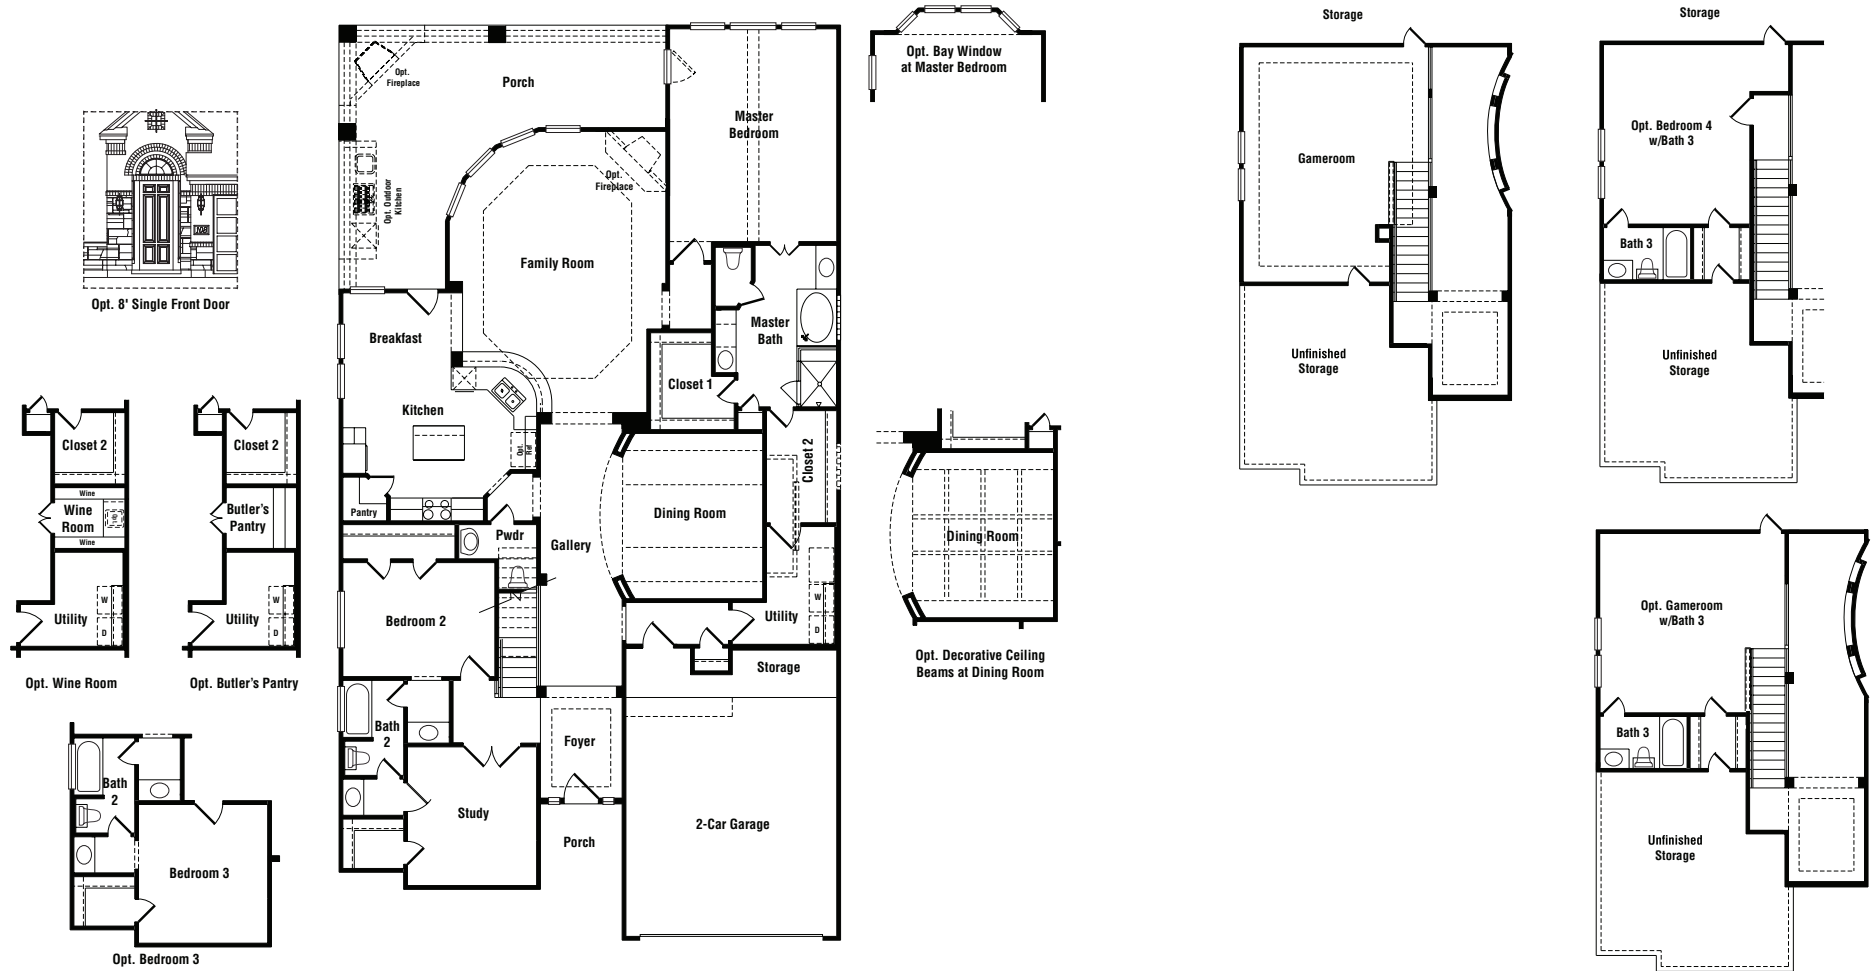 Opt. 8' Single Front Door
Closet 2
Wine
Wine
Room
Ref.
Wine
Utility
W
D
Opt. Wine Room
Closet 2
Butler's
Pantry
Utility
W
D
Opt. Butler's Pantry
Bath
2
Bedroom 3
Opt. Bedroom 3
Opt.
Fireplace
Porch
Master
Bedroom
Opt. Outdoor
Kitchen
Opt.
Fireplace
Family Room
Breakfast
Master
Bath
Kitchen
Closet 1
Opt.
Ref.
Closet 2
Pantry
Pwdr
Gallery
Dining Room
Bedroom 2
Utility
W
D
Storage
Bath
2
Foyer
Study
2-Car Garage
Porch
Opt. Bay Window
at Master Bedroom
Dining Room
Opt. Decorative Ceiling
Beams at Dining Room
Storage
Gameroom
Unfinished
Storage
Storage
Opt. Bedroom 4
w/Bath 3
Bath 3
Unfinished
Storage
Opt. Gameroom
w/Bath 3
Bath 3
Unfinished
Storage